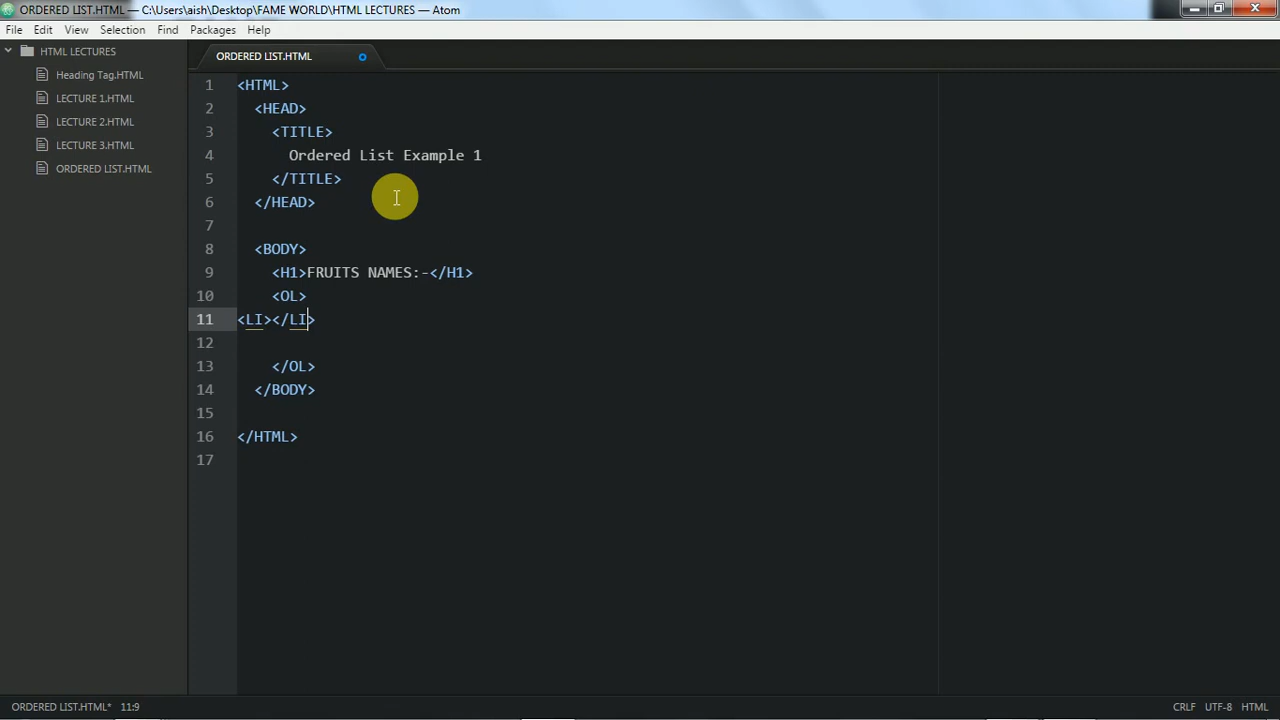 ORDERED LIST.HTML — C:\Users\aish\Desktop\FAME WORLD\HTML LECTURES — Atom
File Edit View Selection Find Packages Help
HTML LECTURES
Heading Tag.HTML
LECTURE 1.HTML
LECTURE 2.HTML
LECTURE 3.HTML
ORDERED LIST.HTML
ORDERED LIST.HTML
1 <HTML>
2 <HEAD>
3 <TITLE>
4 Ordered List Example 1
5 </TITLE>
6 </HEAD>
7
8 <BODY>
9 <H1>FRUITS NAMES:-</H1>
10 <OL>
11 <LI></LI>
12
13 </OL>
14 </BODY>
15
16 </HTML>
17
ORDERED LIST.HTML* 11:9 CRLF UTF-8 HTML